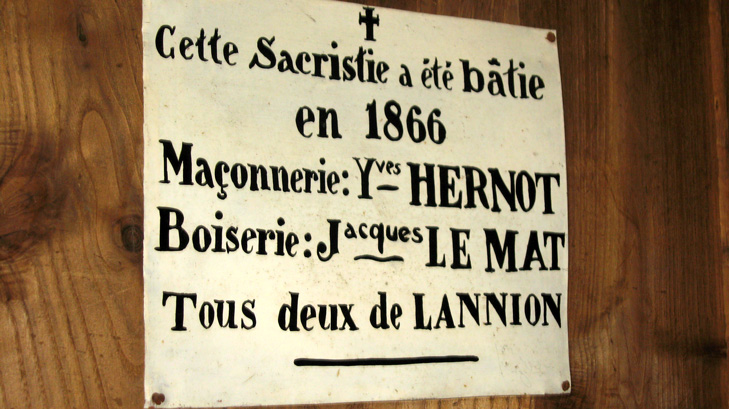 Cette Sacristie a été bâtie
en 1866
Maçonnerie: Yves HERNOT
Boiserie: Jacques LE MAT
Tous deux de LANNION